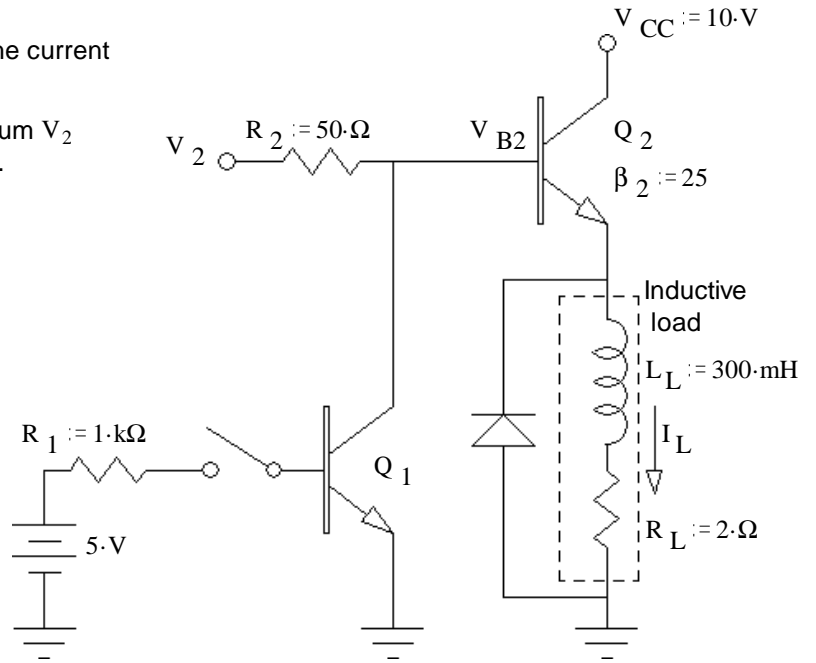 V CC := 10·V
ne current
um V2
.
V 2
R 2 := 50·Ω
V B2
Q 2
β 2 := 25
Inductive
load
L L := 300·mH
I L
R L := 2·Ω
R 1 := 1·kΩ
Q 1
5·V